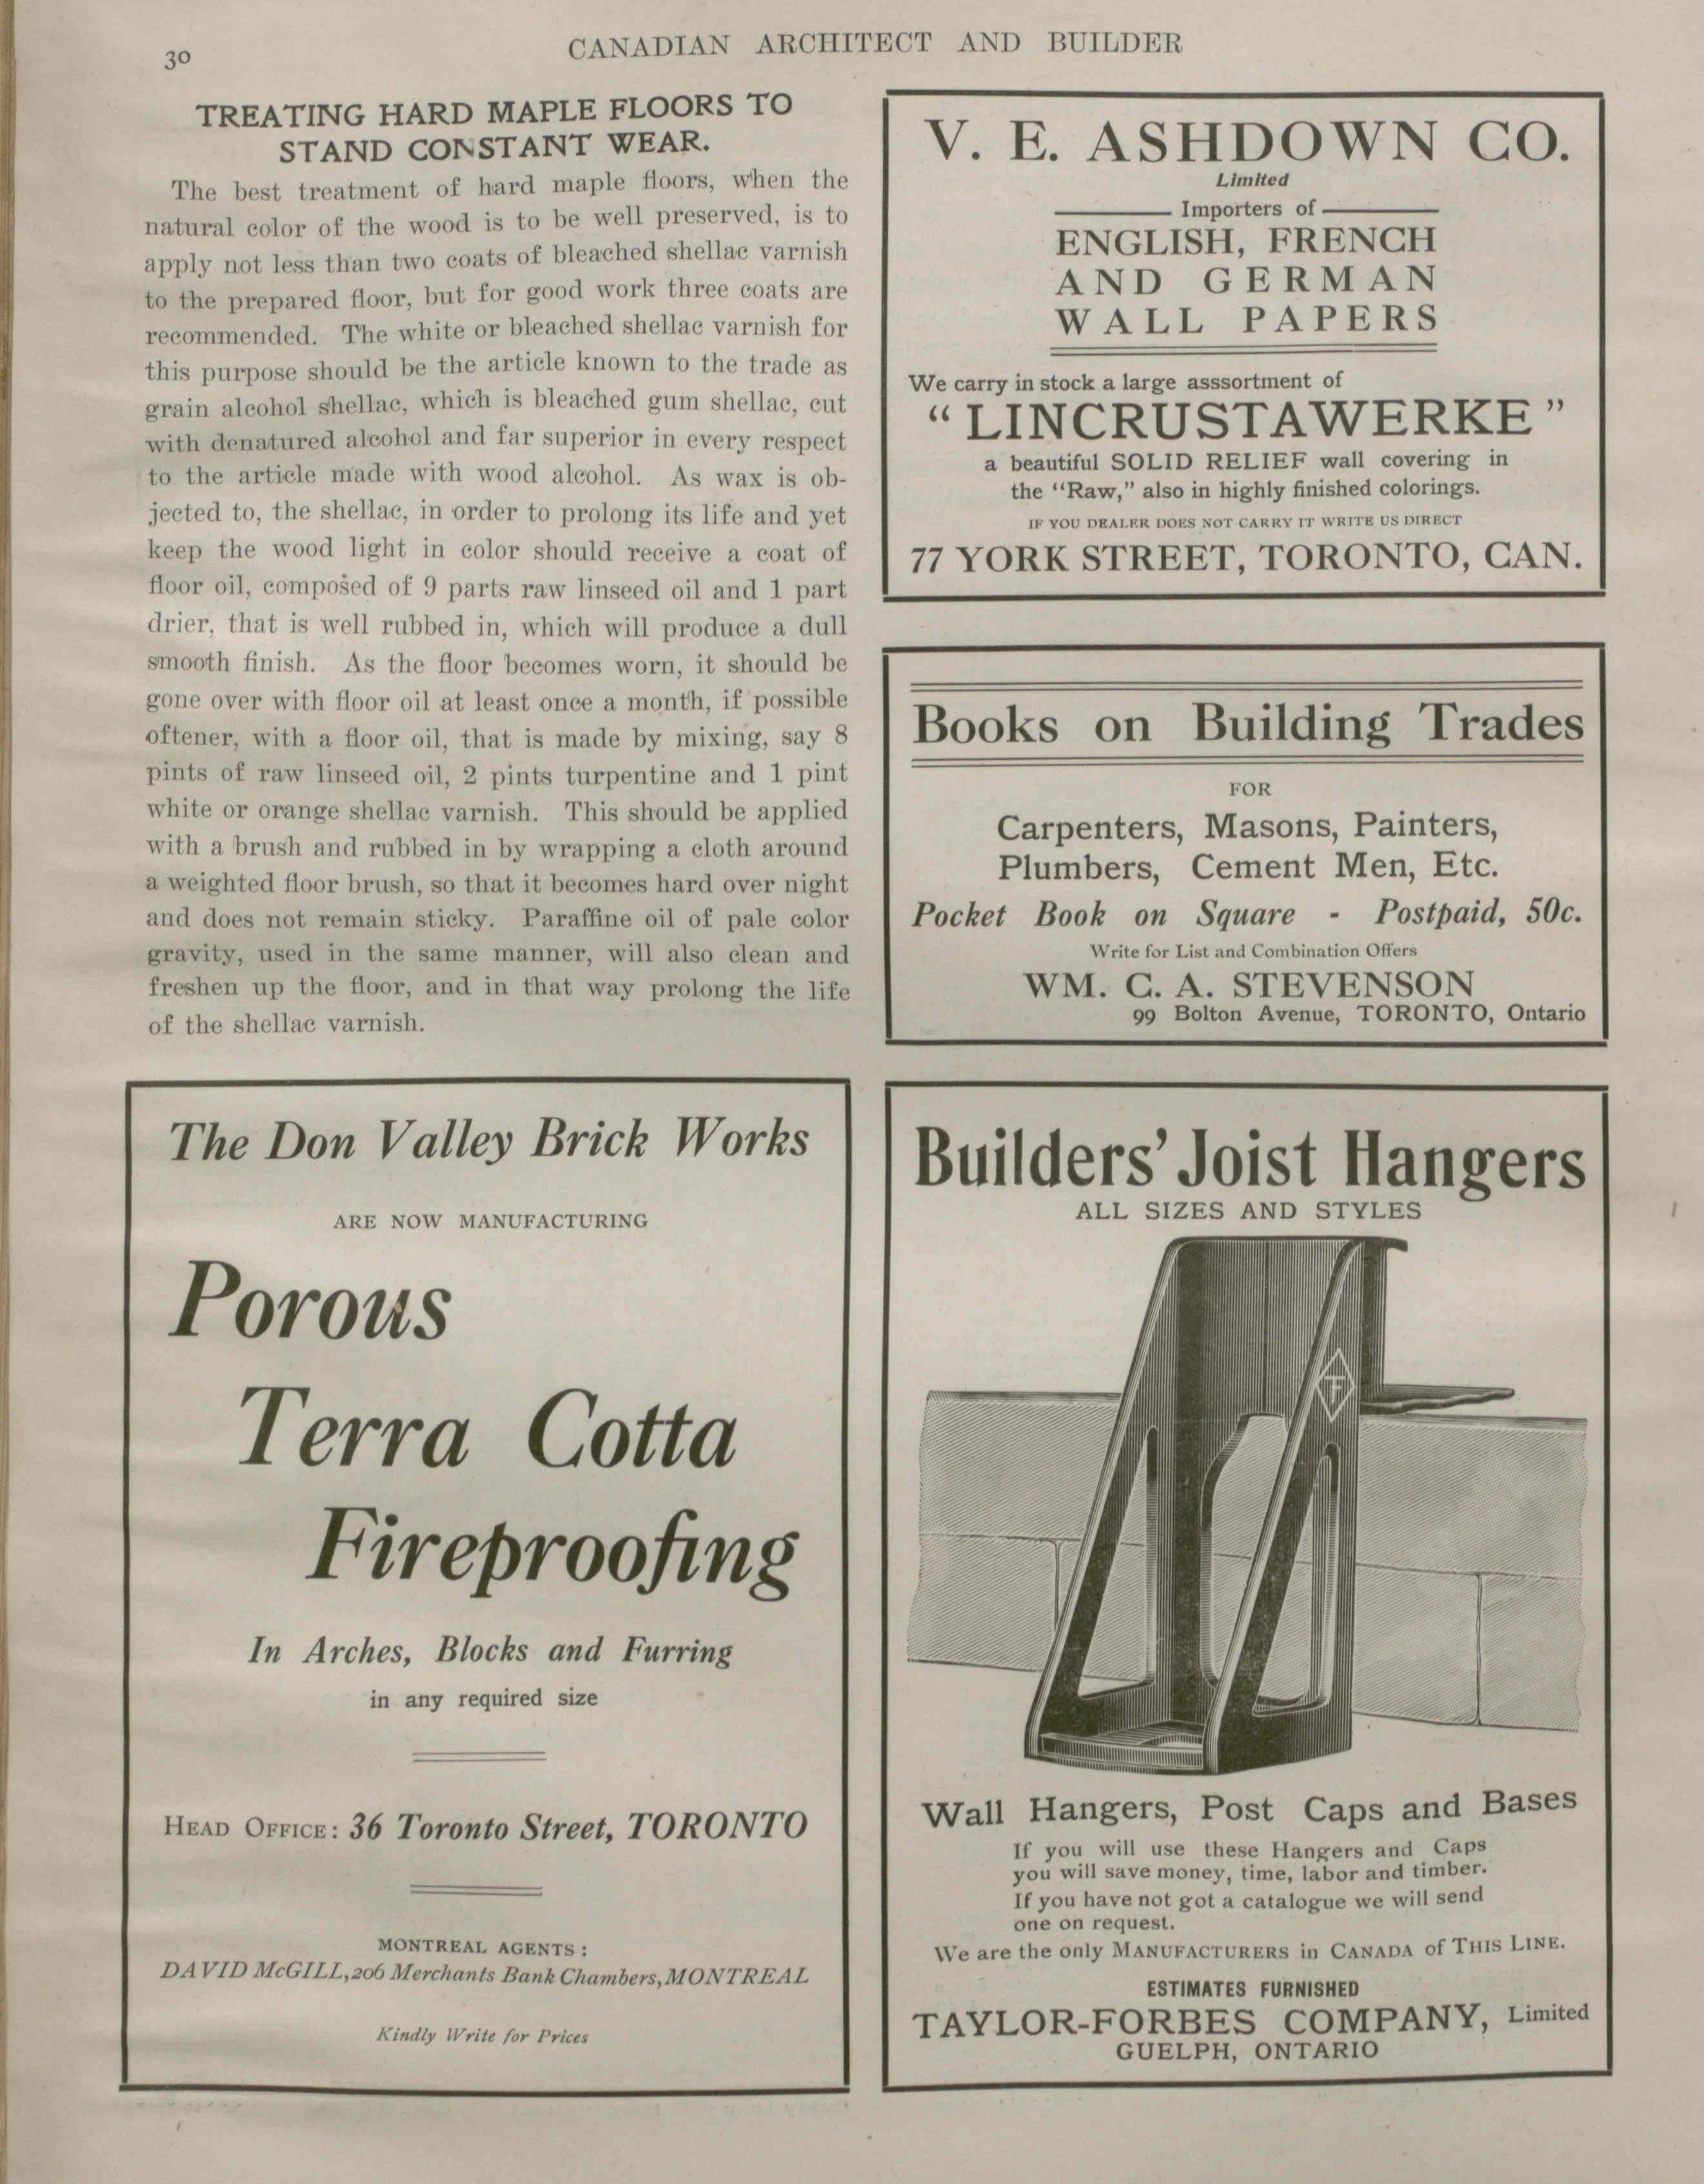 30
CANADIAN ARCHITECT AND BUILDER
TREATING HARD MAPLE FLOORS TO
STAND CONSTANT WEAR.
The best treatment of hard maple floors, when the
natural color of the wood is to be well preserved, is to
apply not less than two coats of bleached shellac varnish
to the prepared floor, but for good work three coats are
recommended. The white or bleached shellac varnish for
this purpose should be the article known to the trade as
grain alcohol shellac, which is bleached gum shellac, cut
with denatured alcohol and far superior in every respect
to the article made with wood alcohol. As wax is ob-
jected to, the shellac, in order to prolong its life and yet
keep the wood light in color should receive a coat of
floor oil, composed of 9 parts raw linseed oil and 1 part
drier, that is well rubbed in, which will produce a dull
smooth finish. As the floor becomes worn, it should be
gone over with floor oil at least once a month, if possible
oftener, with a floor oil, that is made by mixing, say 8
pints of raw linseed oil, 2 pints turpentine and 1 pint
white or orange shellac varnish. This should be applied
with a brush and rubbed in by wrapping a cloth around
a weighted floor brush, so that it becomes hard over night
and does not remain sticky. Paraffine oil of pale color
gravity, used in the same manner, will also clean and
freshen up the floor, and in that way prolong the life
of the shellac varnish.
V. E. ASHDOWN CO.
Limited
Importers of
ENGLISH, FRENCH
AND GERMAN
WALL PAPERS
We carry in stock a large asssortment of
"LINCRUSTAWERKE"
a beautiful SOLID RELIEF wall covering in
the "Raw," also in highly finished colorings.
IF YOU DEALER DOES NOT CARRY IT WRITE US DIRECT
77 YORK STREET, TORONTO, CAN.
Books on Building Trades
FOR
Carpenters, Masons, Painters,
Plumbers, Cement Men, Etc.
Pocket Book on Square - Postpaid, 50c.
Write for List and Combination Offers
WM. C. A. STEVENSON
99 Bolton Avenue, TORONTO, Ontario
The Don Valley Brick Works
ARE NOW MANUFACTURING
Porous
Terra Cotta
Fireproofing
In Arches, Blocks and Furring
in any required size
HEAD OFFICE: 36 Toronto Street, TORONTO
MONTREAL AGENTS:
DAVID McGILL, 206 Merchants Bank Chambers, MONTREAL
Kindly Write for Prices
Builders' Joist Hangers
ALL SIZES AND STYLES
TF
Wall Hangers, Post Caps and Bases
If you will use these Hangers and Caps
you will save money, time, labor and timber.
If you have not got a catalogue we will send
one on request.
We are the only MANUFACTURERS in CANADA of THIS LINE.
ESTIMATES FURNISHED
TAYLOR-FORBES COMPANY, Limited
GUELPH, ONTARIO